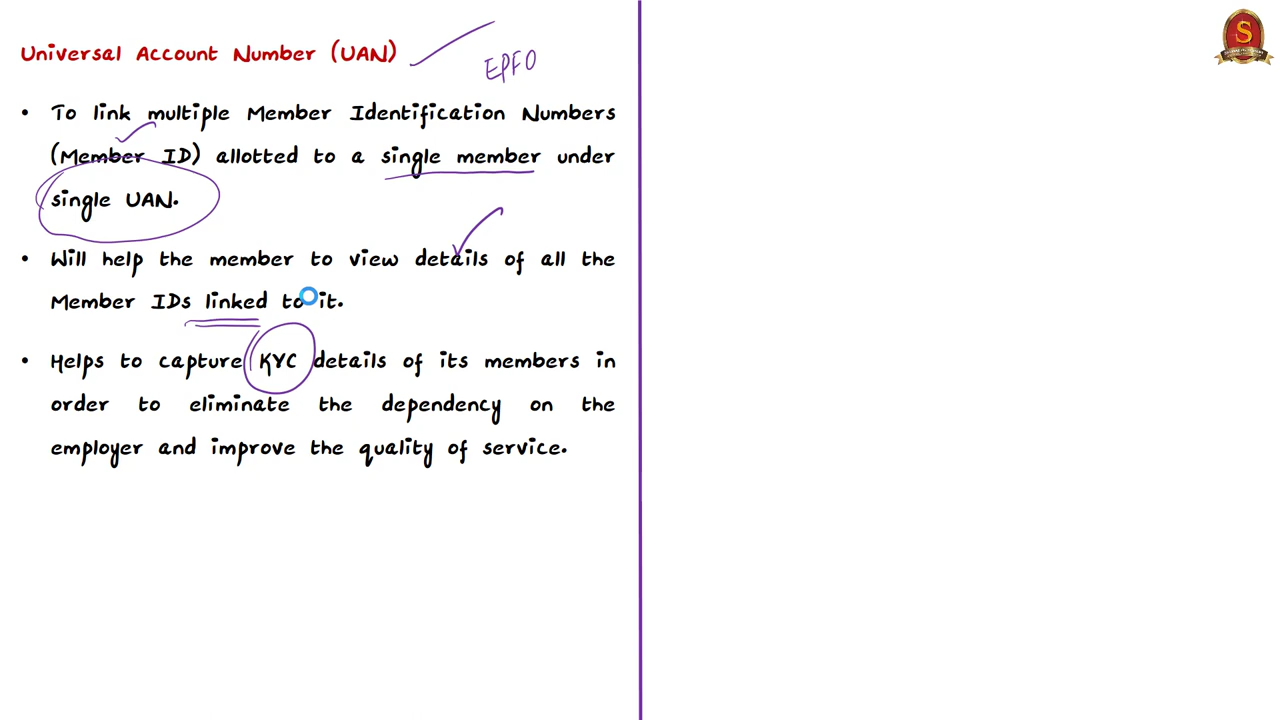 Universal Account Number (UAN)
EPFO
• To link multiple Member Identification Numbers
(Member ID) allotted to a single member under
single UAN.
• Will help the member to view details of all the
Member IDs linked to it.
• Helps to capture KYC details of its members in
order to eliminate the dependency on the
employer and improve the quality of service.
S